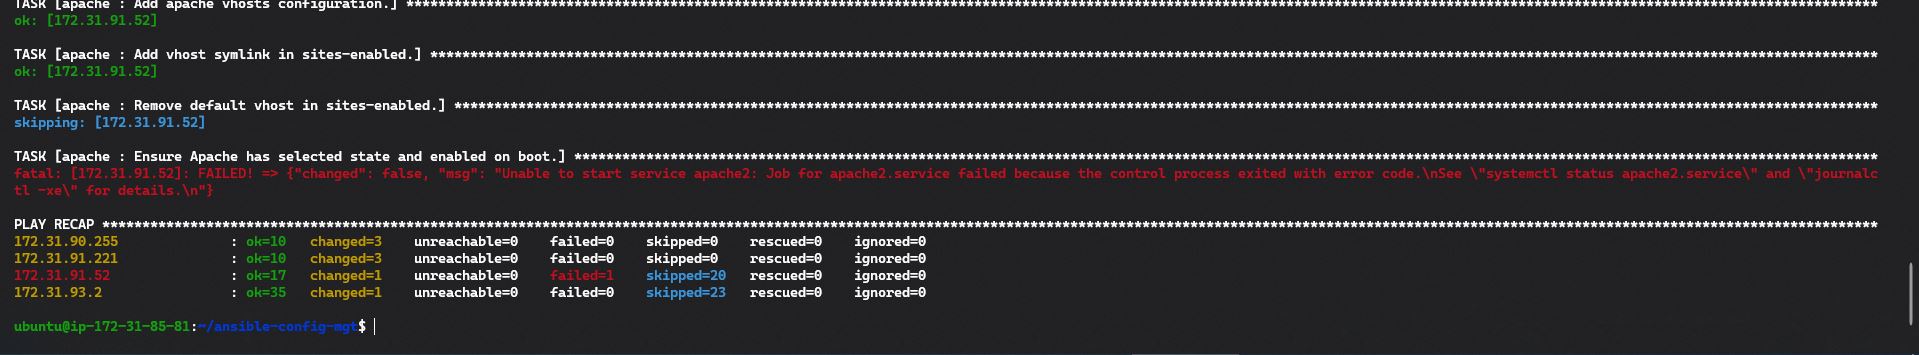 TASK [apache : Add apache vhosts configuration.] ****************************************************************************************************************************************************************************************
ok: [172.31.91.52]
TASK [apache : Add vhost symlink in sites-enabled.] *************************************************************************************************************************************************************************************
ok: [172.31.91.52]
TASK [apache : Remove default vhost in sites-enabled.] **********************************************************************************************************************************************************************************
skipping: [172.31.91.52]
TASK [apache : Ensure Apache has selected state and enabled on boot.] *******************************************************************************************************************************************************************
fatal: [172.31.91.52]: FAILED! => {"changed": false, "msg": "Unable to start service apache2: Job for apache2.service failed because the control process exited with error code.\nSee \"systemctl status apache2.service\" and \"journalc
tl -xe\" for details.\n"}
PLAY RECAP ******************************************************************************************************************************************************************************************************************************
172.31.90.255              : ok=10   changed=3    unreachable=0    failed=0    skipped=0    rescued=0    ignored=0
172.31.91.221              : ok=10   changed=3    unreachable=0    failed=0    skipped=0    rescued=0    ignored=0
172.31.91.52               : ok=17   changed=1    unreachable=0    failed=1    skipped=20   rescued=0    ignored=0
172.31.93.2                : ok=35   changed=1    unreachable=0    failed=0    skipped=23   rescued=0    ignored=0
ubuntu@ip-172-31-85-81:~/ansible-config-mgt$